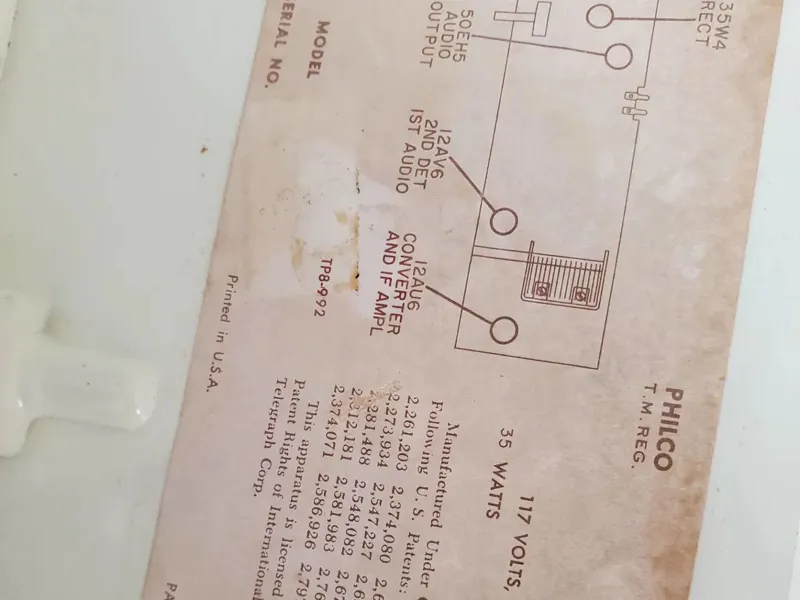 PHILCO
T. M. REG.
117 VOLTS,
35 WATTS
35W4
RECT
50EH5
AUDIO
OUTPUT
12AV6
2ND DET
1ST AUDIO
12AU6
CONVERTER
AND IF AMPL
MODEL
SERIAL NO.
TP8-992
Manufactured Under
Following U. S. Patents:
2,261,203 2,374,080
2,273,934 2,547,227
2,281,488 2,548,082
2,312,181 2,581,983
2,374,071 2,586,926
This apparatus is licensed
Patent Rights of International
Telegraph Corp.
Printed in U.S.A.